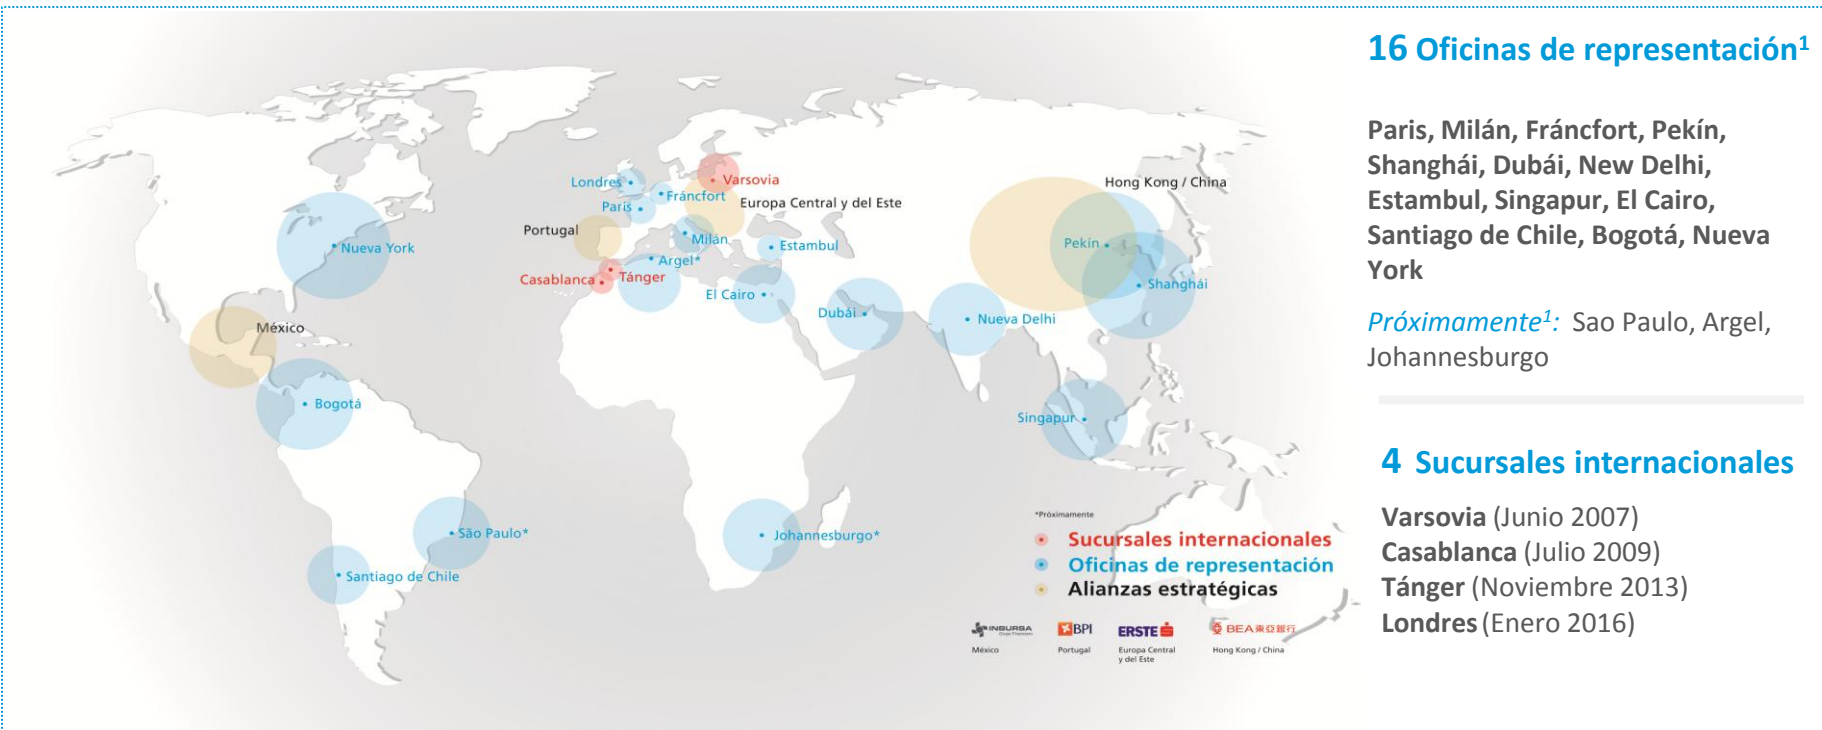 16 Oficinas de representación¹
Paris, Milán, Fráncfort, Pekín,
Shanghái, Dubái, New Delhi,
Estambul, Singapur, El Cairo,
Santiago de Chile, Bogotá, Nueva
York
Próximamente¹: Sao Paulo, Argel,
Johannesburgo
4 Sucursales internacionales
Varsovia (Junio 2007)
Casablanca (Julio 2009)
Tánger (Noviembre 2013)
Londres (Enero 2016)
Londres
Varsovia
Fráncfort
París
Europa Central y del Este
Hong Kong / China
Portugal
Milán
Estambul
Nueva York
Argel*
Pekín
Casablanca
Tánger
El Cairo
Shanghái
Dubái
Nueva Delhi
México
Bogotá
Singapur
São Paulo*
Johannesburgo*
Santiago de Chile
*Próximamente
Sucursales internacionales
Oficinas de representación
Alianzas estratégicas
INBURSA
Grupo Financiero
México
BPI
Portugal
ERSTE
Europa Central
y del Este
BEA東亞銀行
Hong Kong / China